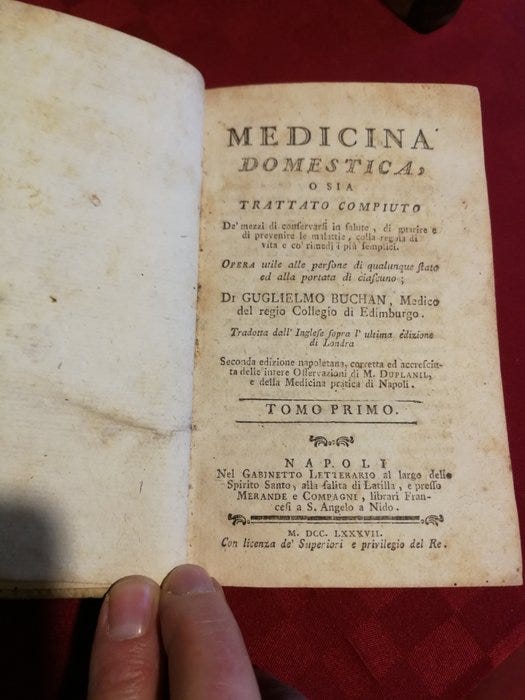 MEDICINA
DOMESTICA,
O SIA
TRATTATO COMPIUTO
De' mezzi di conservarsi in salute, di guarire e
di prevenire le malattie, colla regola di
vita e co' rimedi i più semplici.
OPERA utile alle persone di qualunque stato
ed alla portata di ciascuno;
Di GUGLIELMO BUCHAN, Medico
del regio Collegio di Edimburgo.
Tradotta dall' Inglese sopra l' ultima edizione
di Londra
Seconda edizione napoletana, corretta ed accresciu-
ta delle intere Osservazioni di M. DUPLANIL,
e della Medicina pratica di Napoli.
TOMO PRIMO.
NAPOLI
Nel GABINETTO LETTERARIO al largo dello
Spirito Santo, alla salita di Latilla, e presso
MERANDE e COMPAGNI, librari Fran-
cesi a S. Angelo a Nido.
M. DCC. LXXXVII.
Con licenza de' Superiori e privilegio del Re.